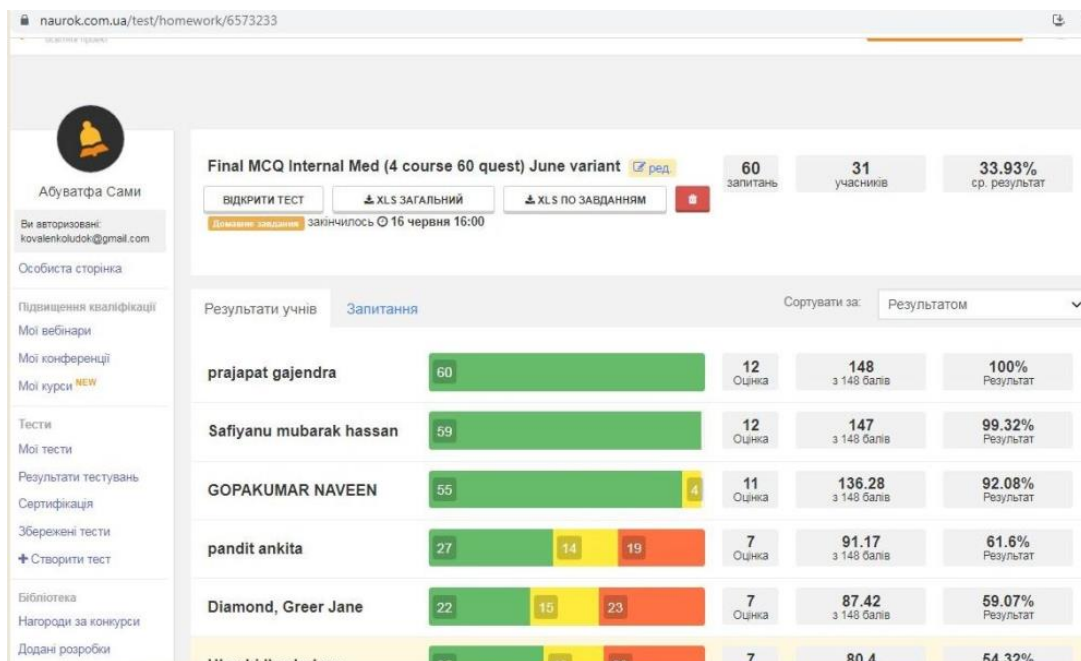 naurok.com.ua/test/homework/6573233
Абуватфа Сами
Ви авторизовані:
kovalenkoludok@gmail.com
Особиста сторінка
Підвищення кваліфікації
Мої вебінари
Мої конференції
Мої курси NEW
Тести
Мої тести
Результати тестувань
Сертифікація
Збережені тести
+ Створити тест
Бібліотека
Нагороди за конкурси
Додані розробки
Final MCQ Internal Med (4 course 60 quest) June variant ред.
60 запитань
31 учасників
33.93% ср. результат
ВІДКРИТИ ТЕСТ
XLS ЗАГАЛЬНИЙ
XLS ПО ЗАВДАННЯМ
Домашнє завдання закінчилось 16 червня 16:00
Результати учнів
Запитання
Сортувати за:
Результатом
prajapat gajendra 60 12 Оцінка 148 з 148 балів 100% Результат
Safiyanu mubarak hassan 59 12 Оцінка 147 з 148 балів 99.32% Результат
GOPAKUMAR NAVEEN 55 4 11 Оцінка 136.28 з 148 балів 92.08% Результат
pandit ankita 27 14 19 7 Оцінка 91.17 з 148 балів 61.6% Результат
Diamond, Greer Jane 22 15 23 7 Оцінка 87.42 з 148 балів 59.07% Результат
7 80.4 54.32%